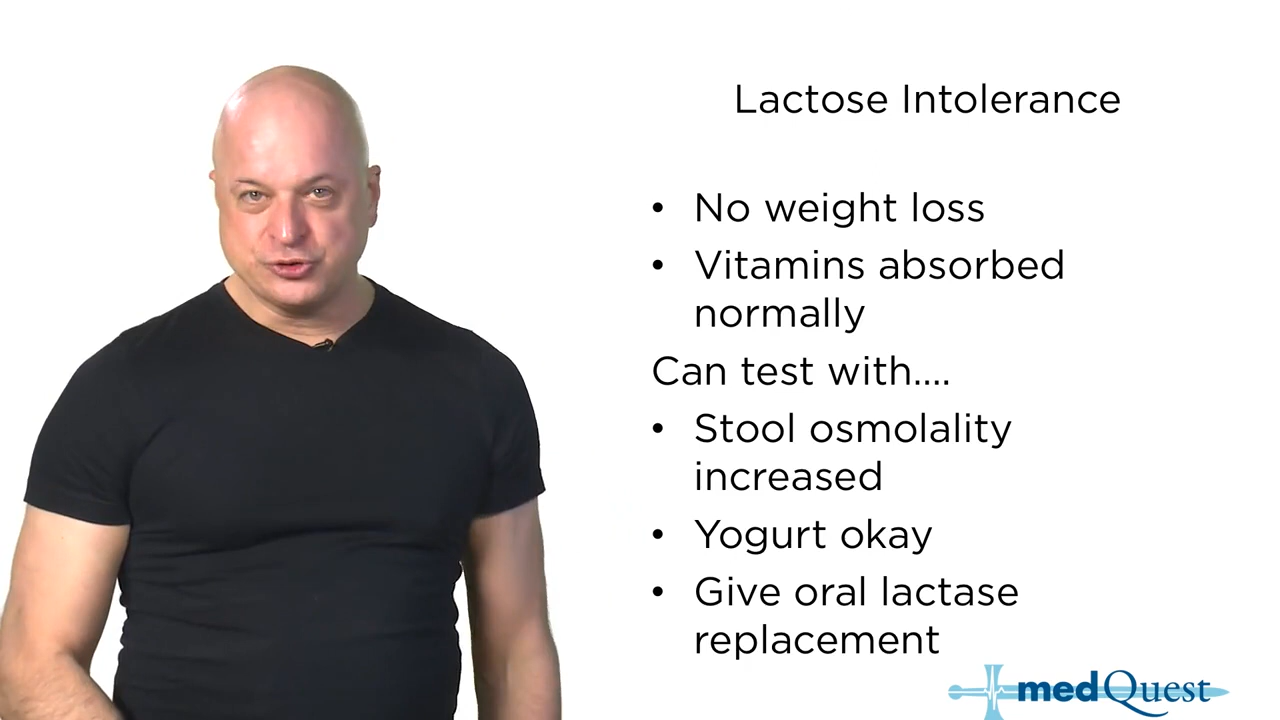 Lactose Intolerance
• No weight loss
• Vitamins absorbed
normally
Can test with....
• Stool osmolality
increased
• Yogurt okay
• Give oral lactase
replacement
medQuest